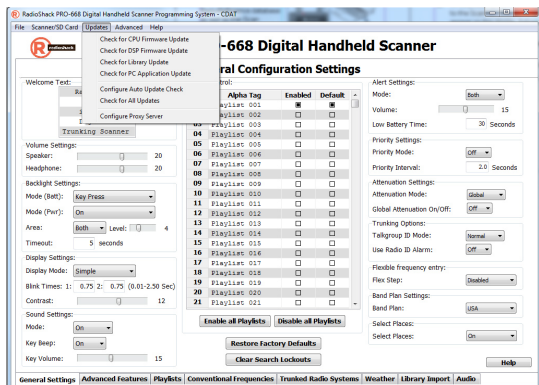 RadioShack PRO-668 Digital Handheld Scanner Programming System - CDAT
File Scanner/SD Card Updates Advanced Help
Check for CPU Firmware Update
Check for DSP Firmware Update
Check for Library Update
Check for PC Application Update
Configure Auto Update Check
Check for All Updates
Configure Proxy Server
RadioShack
-668 Digital Handheld Scanner
ral Configuration Settings
Welcome Text:
Trunking Scanner
Volume Settings:
Speaker: 20
Headphone: 20
Backlight Settings:
Mode (Batt): Key Press
Mode (Pwr): On
Area: Both Level: 4
Timeout: 5 seconds
Display Settings:
Display Mode: Simple
Blink Times: 1: 0.75 2: 0.75 (0.01-2.50 Sec)
Contrast: 12
Sound Settings:
Mode: On
Key Beep: On
Key Volume: 15
trol:
Alpha Tag Enabled Default
Playlist 001
Playlist 002
03 Playlist 003
04 Playlist 004
05 Playlist 005
06 Playlist 006
07 Playlist 007
08 Playlist 008
09 Playlist 009
10 Playlist 010
11 Playlist 011
12 Playlist 012
13 Playlist 013
14 Playlist 014
15 Playlist 015
16 Playlist 016
17 Playlist 017
18 Playlist 018
19 Playlist 019
20 Playlist 020
21 Playlist 021
Enable all Playlists Disable all Playlists
Restore Factory Defaults
Clear Search Lockouts
Alert Settings:
Mode: Both
Volume: 15
Low Battery Time: 30 Seconds
Priority Settings:
Priority Mode: Off
Priority Interval: 2.0 Seconds
Attenuation Settings:
Attenuation Mode: Global
Global Attenuation On/Off: Off
Trunking Options:
Talkgroup ID Mode: Normal
Use Radio ID Alarm: Off
Flexible frequency entry:
Flex Step: Disabled
Band Plan Settings:
Band Plan: USA
Select Places:
Select Places: On
Help
General Settings Advanced Features Playlists Conventional Frequencies Trunked Radio Systems Weather Library Import Audio